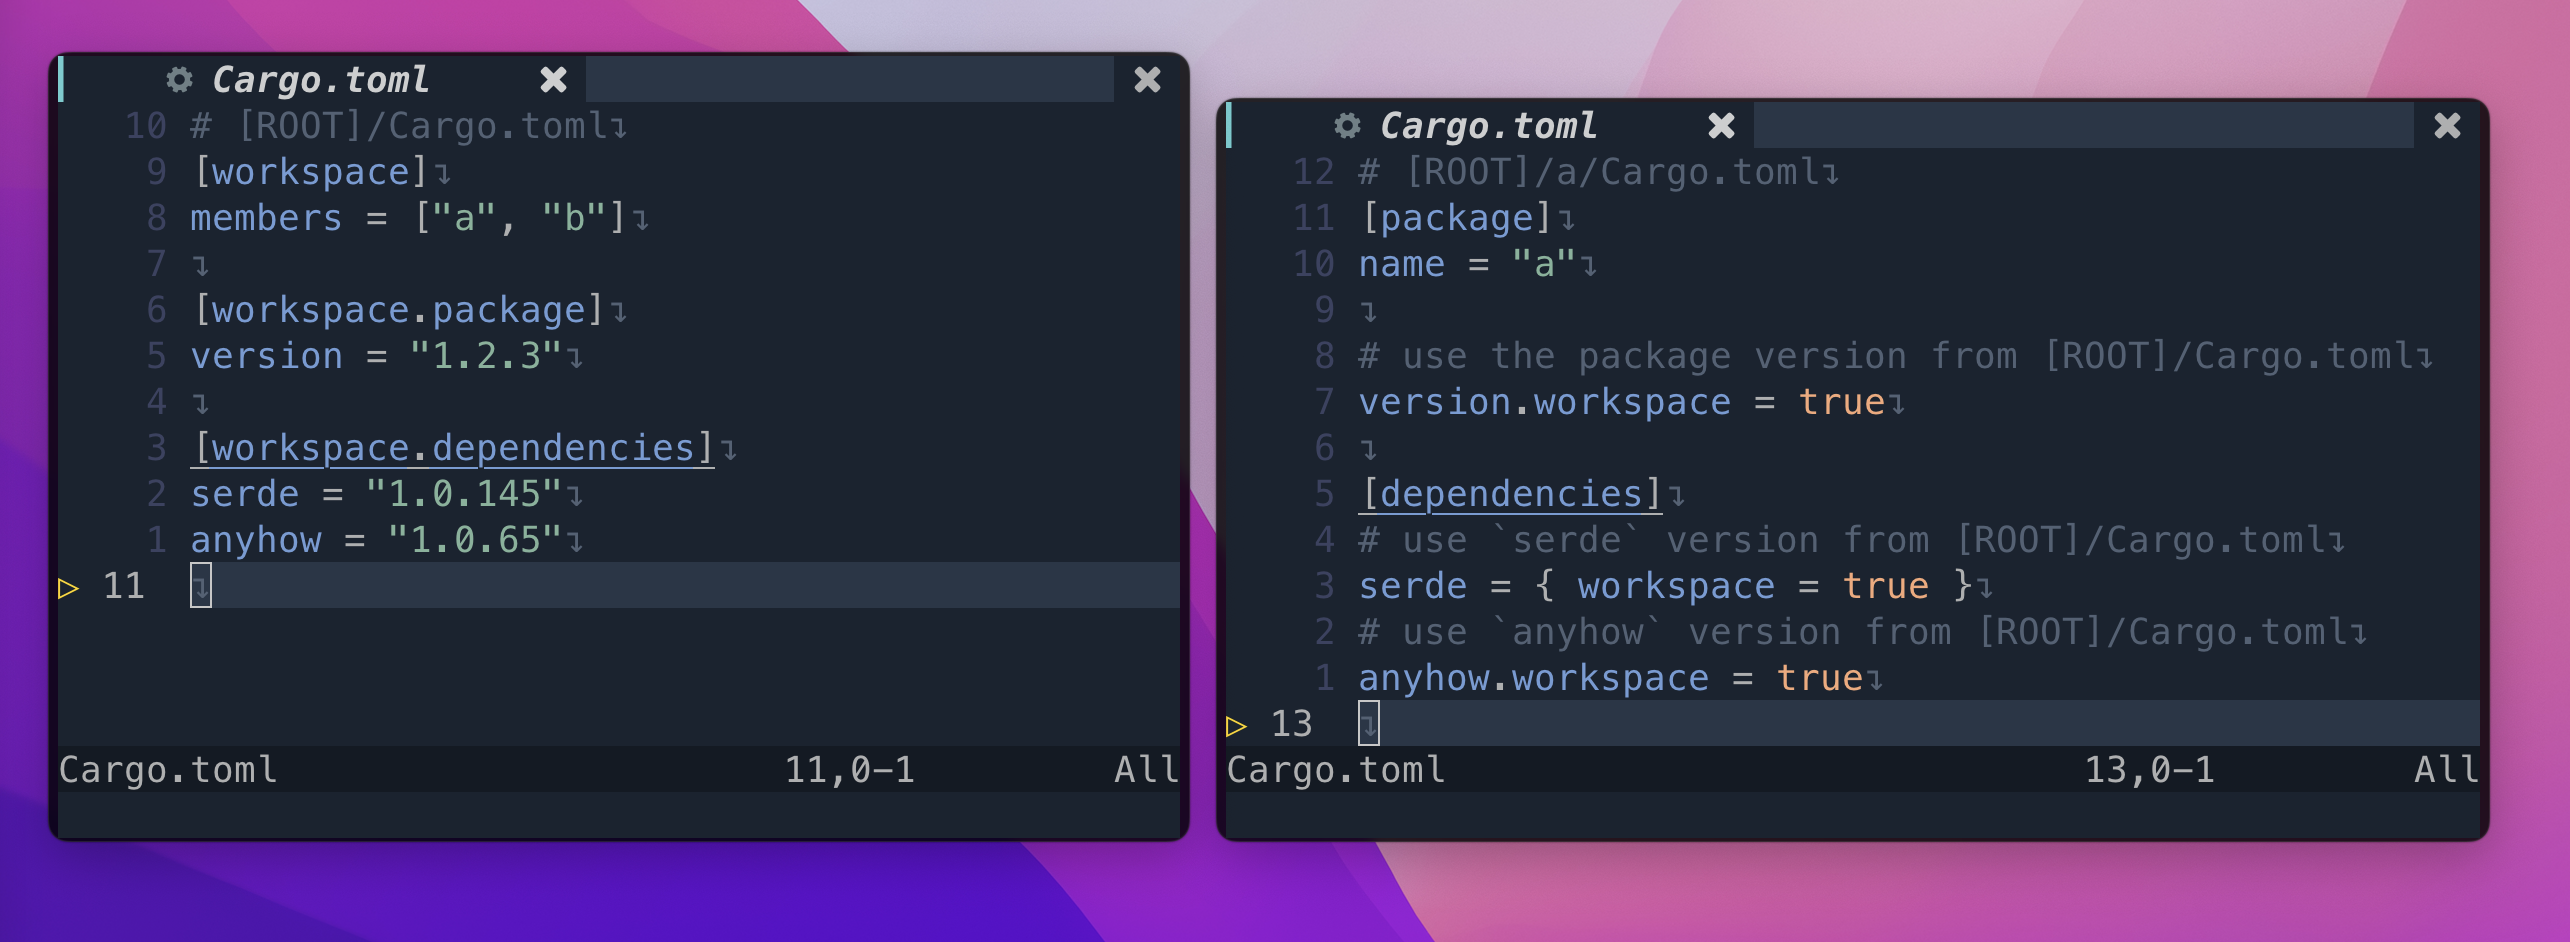 Cargo.toml
10 # [ROOT]/Cargo.toml
9 [workspace]
8 members = ["a", "b"]
7
6 [workspace.package]
5 version = "1.2.3"
4
3 [workspace.dependencies]
2 serde = "1.0.145"
1 anyhow = "1.0.65"
11
Cargo.toml 11,0-1 All
Cargo.toml
12 # [ROOT]/a/Cargo.toml
11 [package]
10 name = "a"
9
8 # use the package version from [ROOT]/Cargo.toml
7 version.workspace = true
6
5 [dependencies]
4 # use `serde` version from [ROOT]/Cargo.toml
3 serde = { workspace = true }
2 # use `anyhow` version from [ROOT]/Cargo.toml
1 anyhow.workspace = true
13
Cargo.toml 13,0-1 All